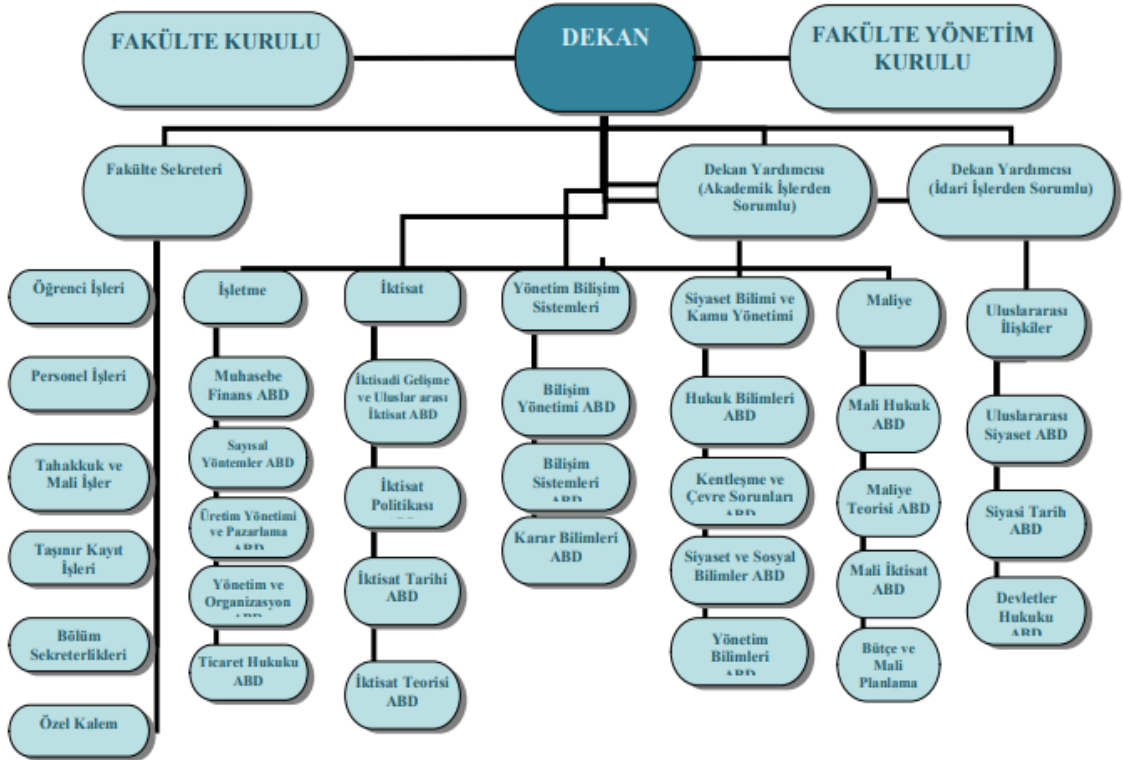 FAKÜLTE KURULU
DEKAN
FAKÜLTE YÖNETİM
KURULU
Fakülte Sekreteri
Dekan Yardımcısı
(Akademik İşlerden
Sorumlu)
Dekan Yardımcısı
(İdari İşlerden Sorumlu)
Öğrenci İşleri
Personel İşleri
Tahakkuk ve
Mali İşler
Taşınır Kayıt
İşleri
Bölüm
Sekreterlikleri
Özel Kalem
İşletme
Muhasebe
Finans ABD
Sayısal
Yöntemler ABD
Üretim Yönetimi
ve Pazarlama
ABD
Yönetim ve
Organizasyon
ABD
Ticaret Hukuku
ABD
İktisat
İktisadi Gelişme
ve Uluslar arası
İktisat ABD
İktisat
Politikası
İktisat Tarihi
ABD
İktisat Teorisi
ABD
Yönetim Bilişim
Sistemleri
Bilişim
Yönetimi ABD
Bilişim
Sistemleri
ABD
Karar Bilimleri
ABD
Siyaset Bilimi ve
Kamu Yönetimi
Hukuk Bilimleri
ABD
Kentleşme ve
Çevre Sorunları
ABD
Siyaset ve Sosyal
Bilimler ABD
Yönetim
Bilimleri
ABD
Maliye
Mali Hukuk
ABD
Maliye
Teorisi ABD
Mali İktisat
ABD
Bütçe ve
Mali
Planlama
Uluslararası
İlişkiler
Uluslararası
Siyaset ABD
Siyasi Tarih
ABD
Devletler
Hukuku
ABD